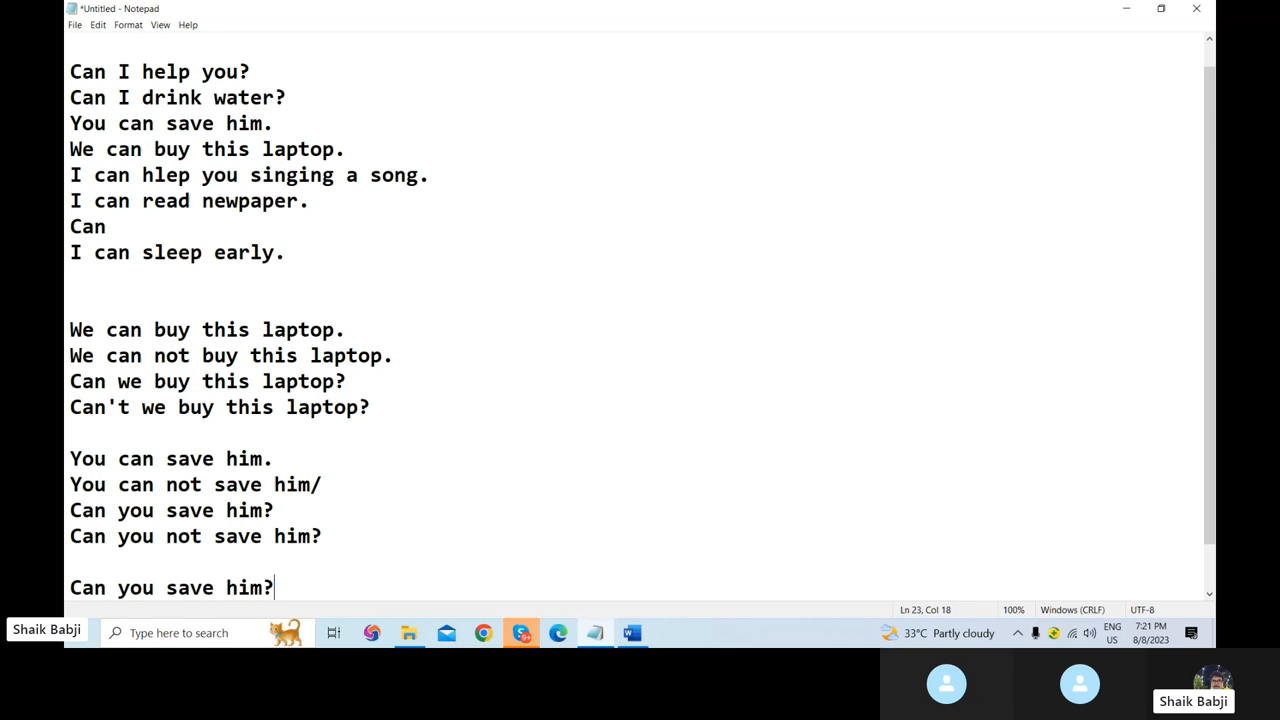 *Untitled - Notepad
File Edit Format View Help
Can I help you?
Can I drink water?
You can save him.
We can buy this laptop.
I can hlep you singing a song.
I can read newpaper.
Can
I can sleep early.
We can buy this laptop.
We can not buy this laptop.
Can we buy this laptop?
Can't we buy this laptop?
You can save him.
You can not save him/
Can you save him?
Can you not save him?
Can you save him?
Ln 23, Col 18 100% Windows (CRLF) UTF-8
Shaik Babji
Type here to search
33°C Partly cloudy
ENG
US
7:21 PM
8/8/2023
Shaik Babji